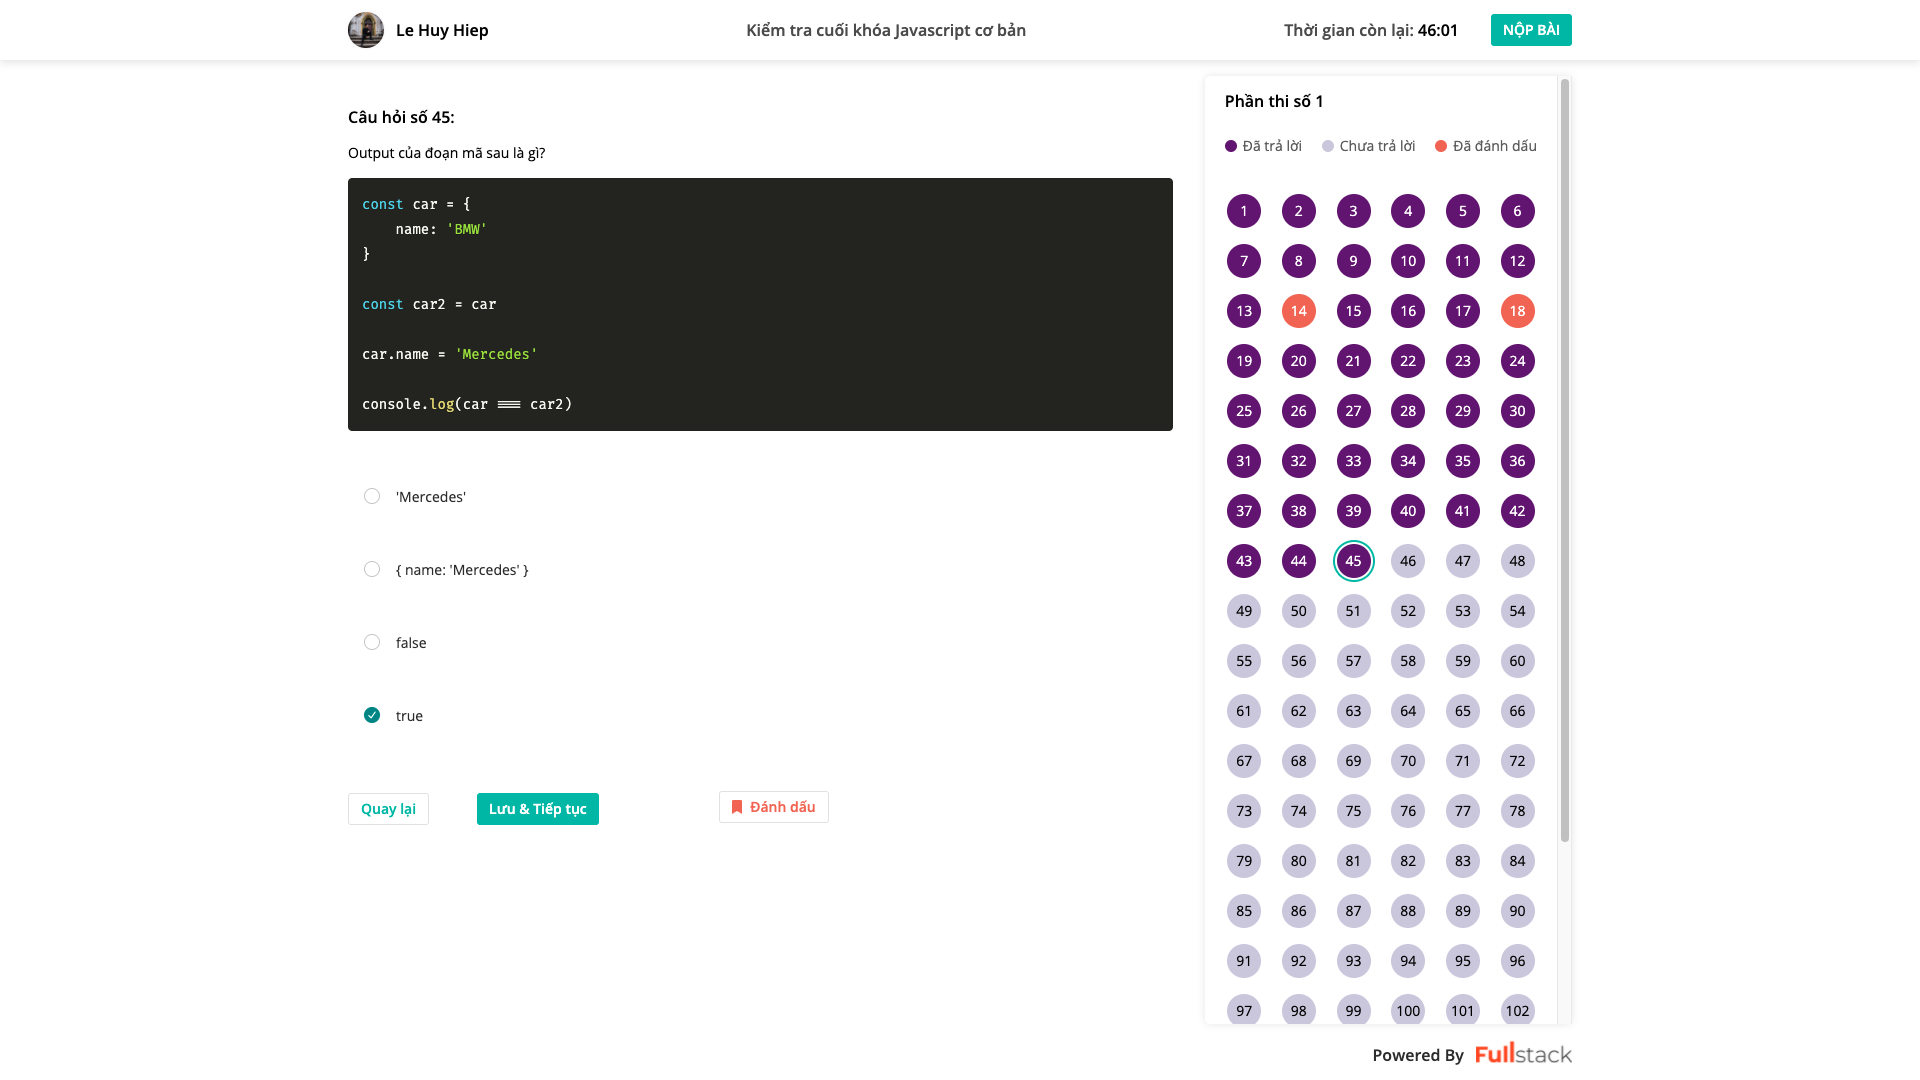 Le Huy Hiep
Kiểm tra cuối khóa Javascript cơ bản
Thời gian còn lại: 46:01
NỘP BÀI
Câu hỏi số 45:
Output của đoạn mã sau là gì?
const car = {
    name: 'BMW'
}
const car2 = car
car.name = 'Mercedes'
console.log(car === car2)
'Mercedes'
{ name: 'Mercedes' }
false
true
Quay lại
Lưu & Tiếp tục
Đánh dấu
Phần thi số 1
Đã trả lời
Chưa trả lời
Đã đánh dấu
1 2 3 4 5 6
7 8 9 10 11 12
13 14 15 16 17 18
19 20 21 22 23 24
25 26 27 28 29 30
31 32 33 34 35 36
37 38 39 40 41 42
43 44 45 46 47 48
49 50 51 52 53 54
55 56 57 58 59 60
61 62 63 64 65 66
67 68 69 70 71 72
73 74 75 76 77 78
79 80 81 82 83 84
85 86 87 88 89 90
91 92 93 94 95 96
97 98 99 100 101 102
Powered By Fullstack